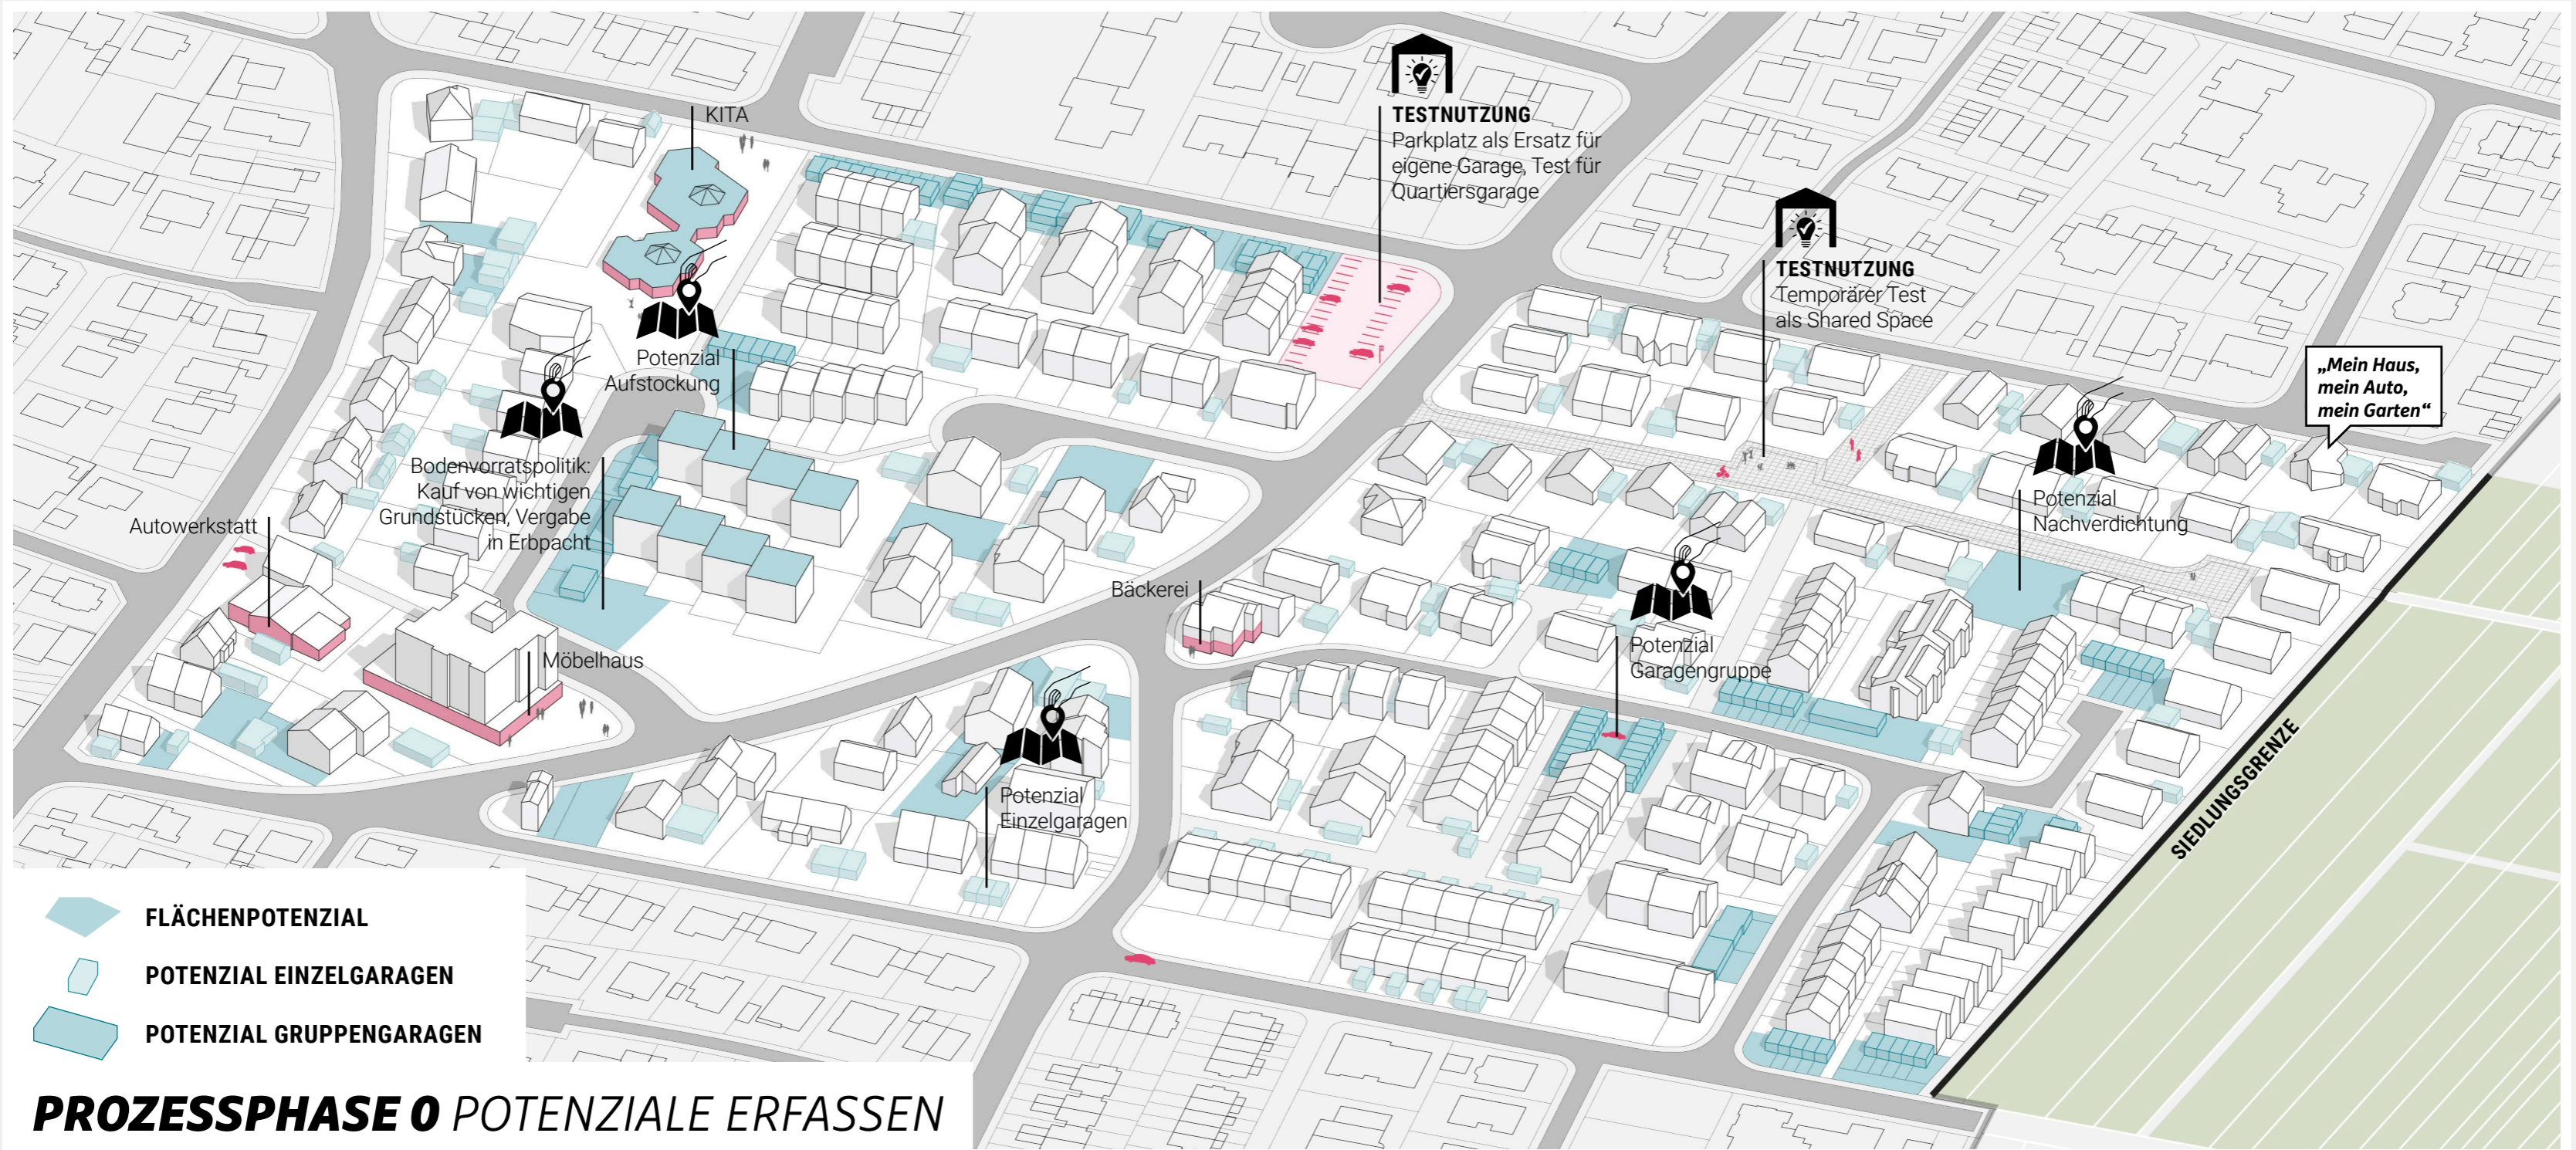 KITA
TESTNUTZUNG
Parkplatz als Ersatz für
eigene Garage, Test für
Quartiersgarage
TESTNUTZUNG
Temporärer Test
als Shared Space
„Mein Haus,
mein Auto,
mein Garten“
Potenzial
Aufstockung
Bodenvorratspolitik:
Kauf von wichtigen
Grundstücken, Vergabe
in Erbpacht
Autowerkstatt
Möbelhaus
Bäckerei
Potenzial
Nachverdichtung
Potenzial
Garagengruppe
Potenzial
Einzelgaragen
SIEDLUNGSGRENZE
FLÄCHENPOTENZIAL
POTENZIAL EINZELGARAGEN
POTENZIAL GRUPPENGARAGEN
PROZESSPHASE 0 POTENZIALE ERFASSEN